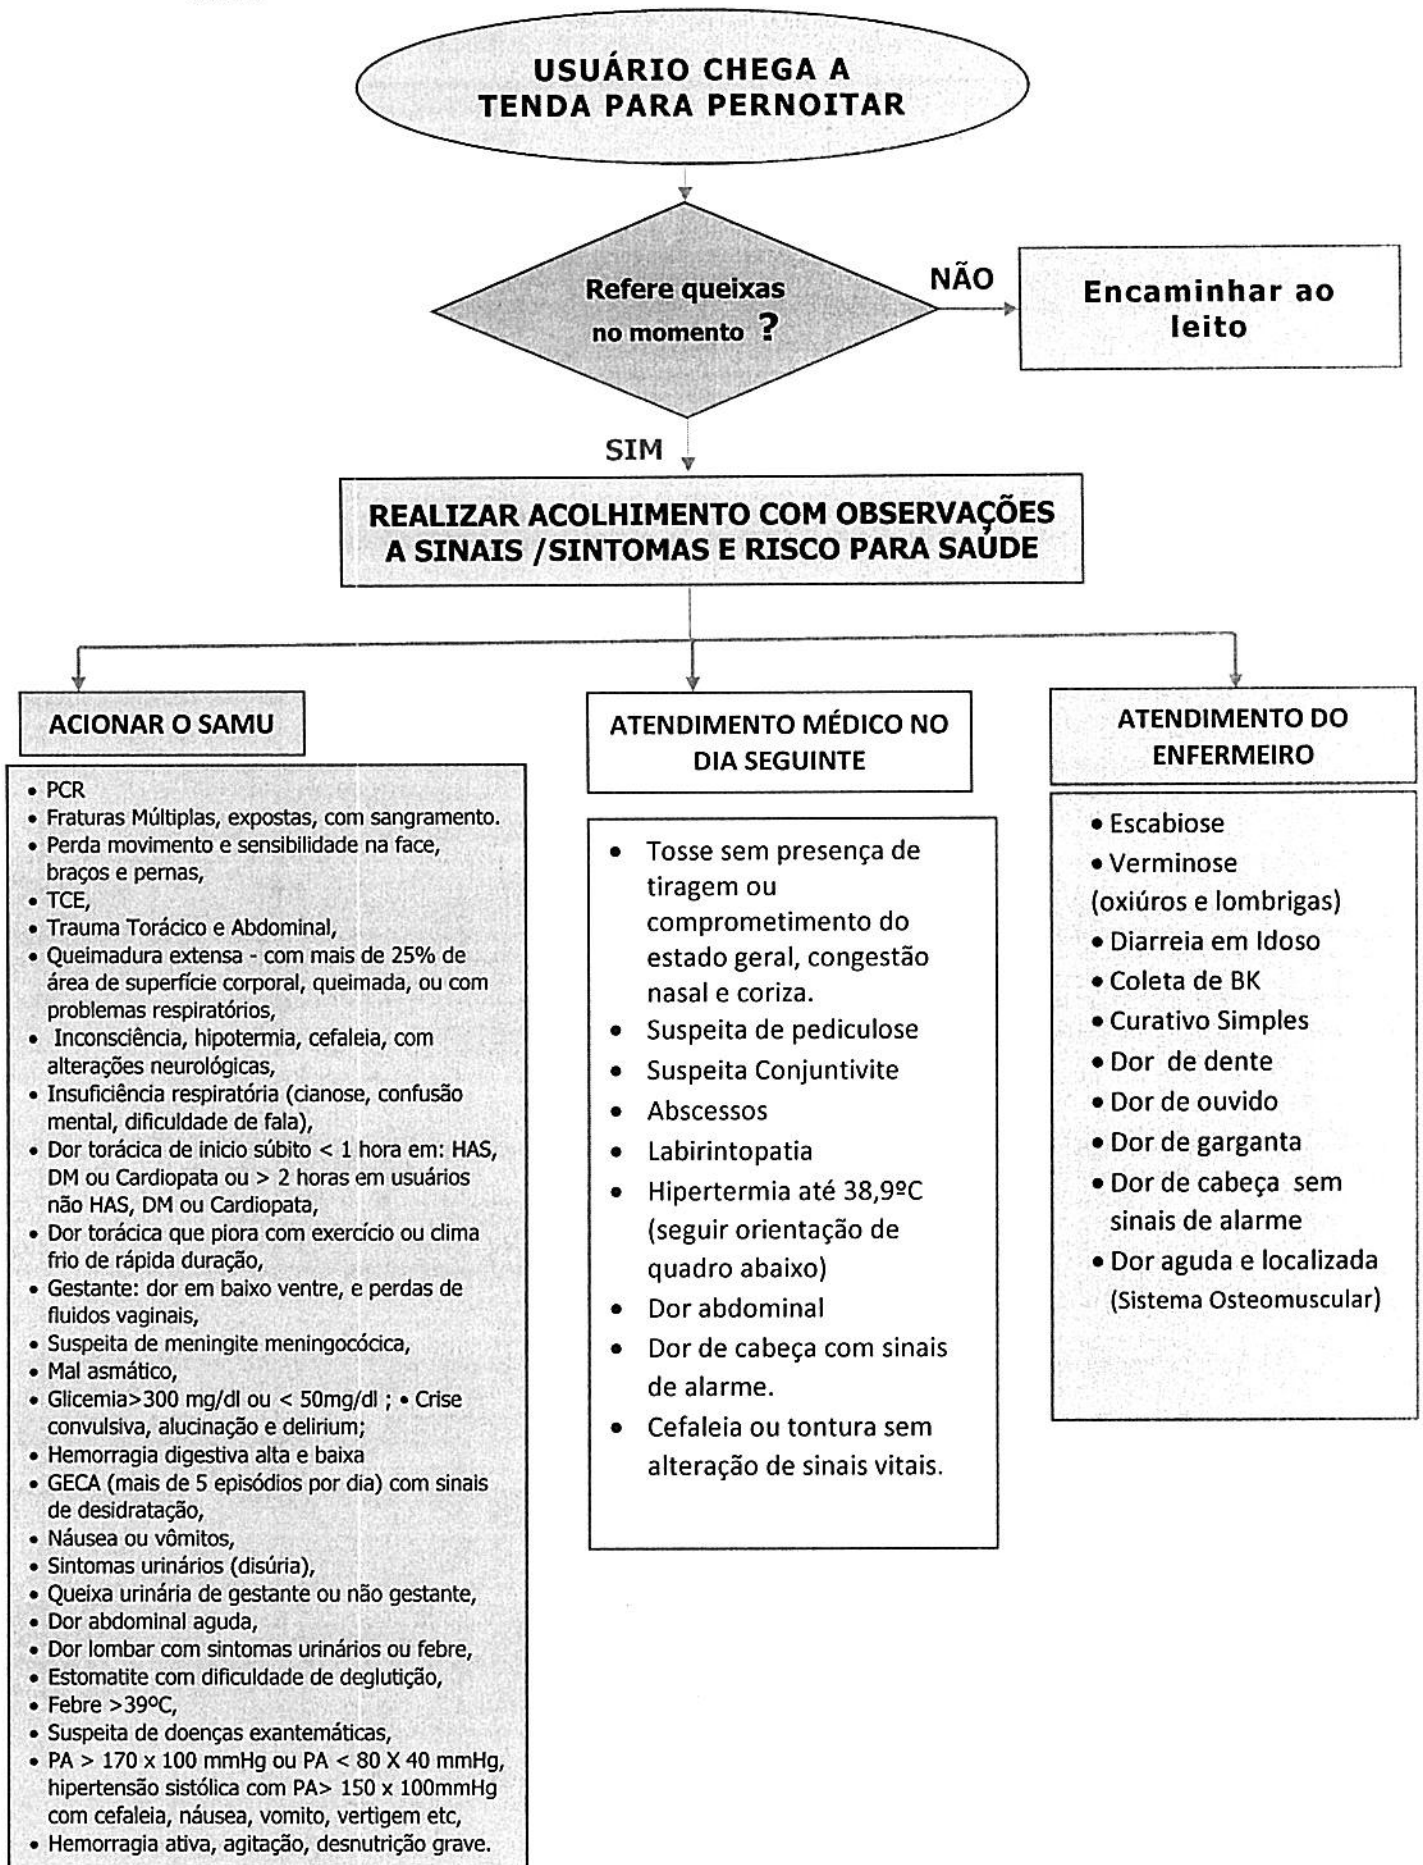 USUÁRIO CHEGA A
TENDA PARA PERNOITAR
Refere queixas
no momento ?
NÃO
Encaminhar ao
leito
SIM
REALIZAR ACOLHIMENTO COM OBSERVAÇÕES
A SINAIS /SINTOMAS E RISCO PARA SAÚDE
ACIONAR O SAMU
• PCR
• Fraturas Múltiplas, expostas, com sangramento.
• Perda movimento e sensibilidade na face,
braços e pernas,
• TCE,
• Trauma Torácico e Abdominal,
• Queimadura extensa - com mais de 25% de
área de superfície corporal, queimada, ou com
problemas respiratórios,
• Inconsciência, hipotermia, cefaleia, com
alterações neurológicas,
• Insuficiência respiratória (cianose, confusão
mental, dificuldade de fala),
• Dor torácica de inicio súbito < 1 hora em: HAS,
DM ou Cardiopata ou > 2 horas em usuários
não HAS, DM ou Cardiopata,
• Dor torácica que piora com exercício ou clima
frio de rápida duração,
• Gestante: dor em baixo ventre, e perdas de
fluidos vaginais,
• Suspeita de meningite meningocócica,
• Mal asmático,
• Glicemia>300 mg/dl ou < 50mg/dl ; • Crise
convulsiva, alucinação e delirium;
• Hemorragia digestiva alta e baixa
• GECA (mais de 5 episódios por dia) com sinais
de desidratação,
• Náusea ou vômitos,
• Sintomas urinários (disúria),
• Queixa urinária de gestante ou não gestante,
• Dor abdominal aguda,
• Dor lombar com sintomas urinários ou febre,
• Estomatite com dificuldade de deglutição,
• Febre >39ºC,
• Suspeita de doenças exantemáticas,
• PA > 170 x 100 mmHg ou PA < 80 X 40 mmHg,
hipertensão sistólica com PA> 150 x 100mmHg
com cefaleia, náusea, vomito, vertigem etc,
• Hemorragia ativa, agitação, desnutrição grave.
ATENDIMENTO MÉDICO NO
DIA SEGUINTE
• Tosse sem presença de
tiragem ou
comprometimento do
estado geral, congestão
nasal e coriza.
• Suspeita de pediculose
• Suspeita Conjuntivite
• Abscessos
• Labirintopatia
• Hipertermia até 38,9ºC
(seguir orientação de
quadro abaixo)
• Dor abdominal
• Dor de cabeça com sinais
de alarme.
• Cefaleia ou tontura sem
alteração de sinais vitais.
ATENDIMENTO DO
ENFERMEIRO
• Escabiose
• Verminose
(oxiúros e lombrigas)
• Diarreia em Idoso
• Coleta de BK
• Curativo Simples
• Dor de dente
• Dor de ouvido
• Dor de garganta
• Dor de cabeça sem
sinais de alarme
• Dor aguda e localizada
(Sistema Osteomuscular)